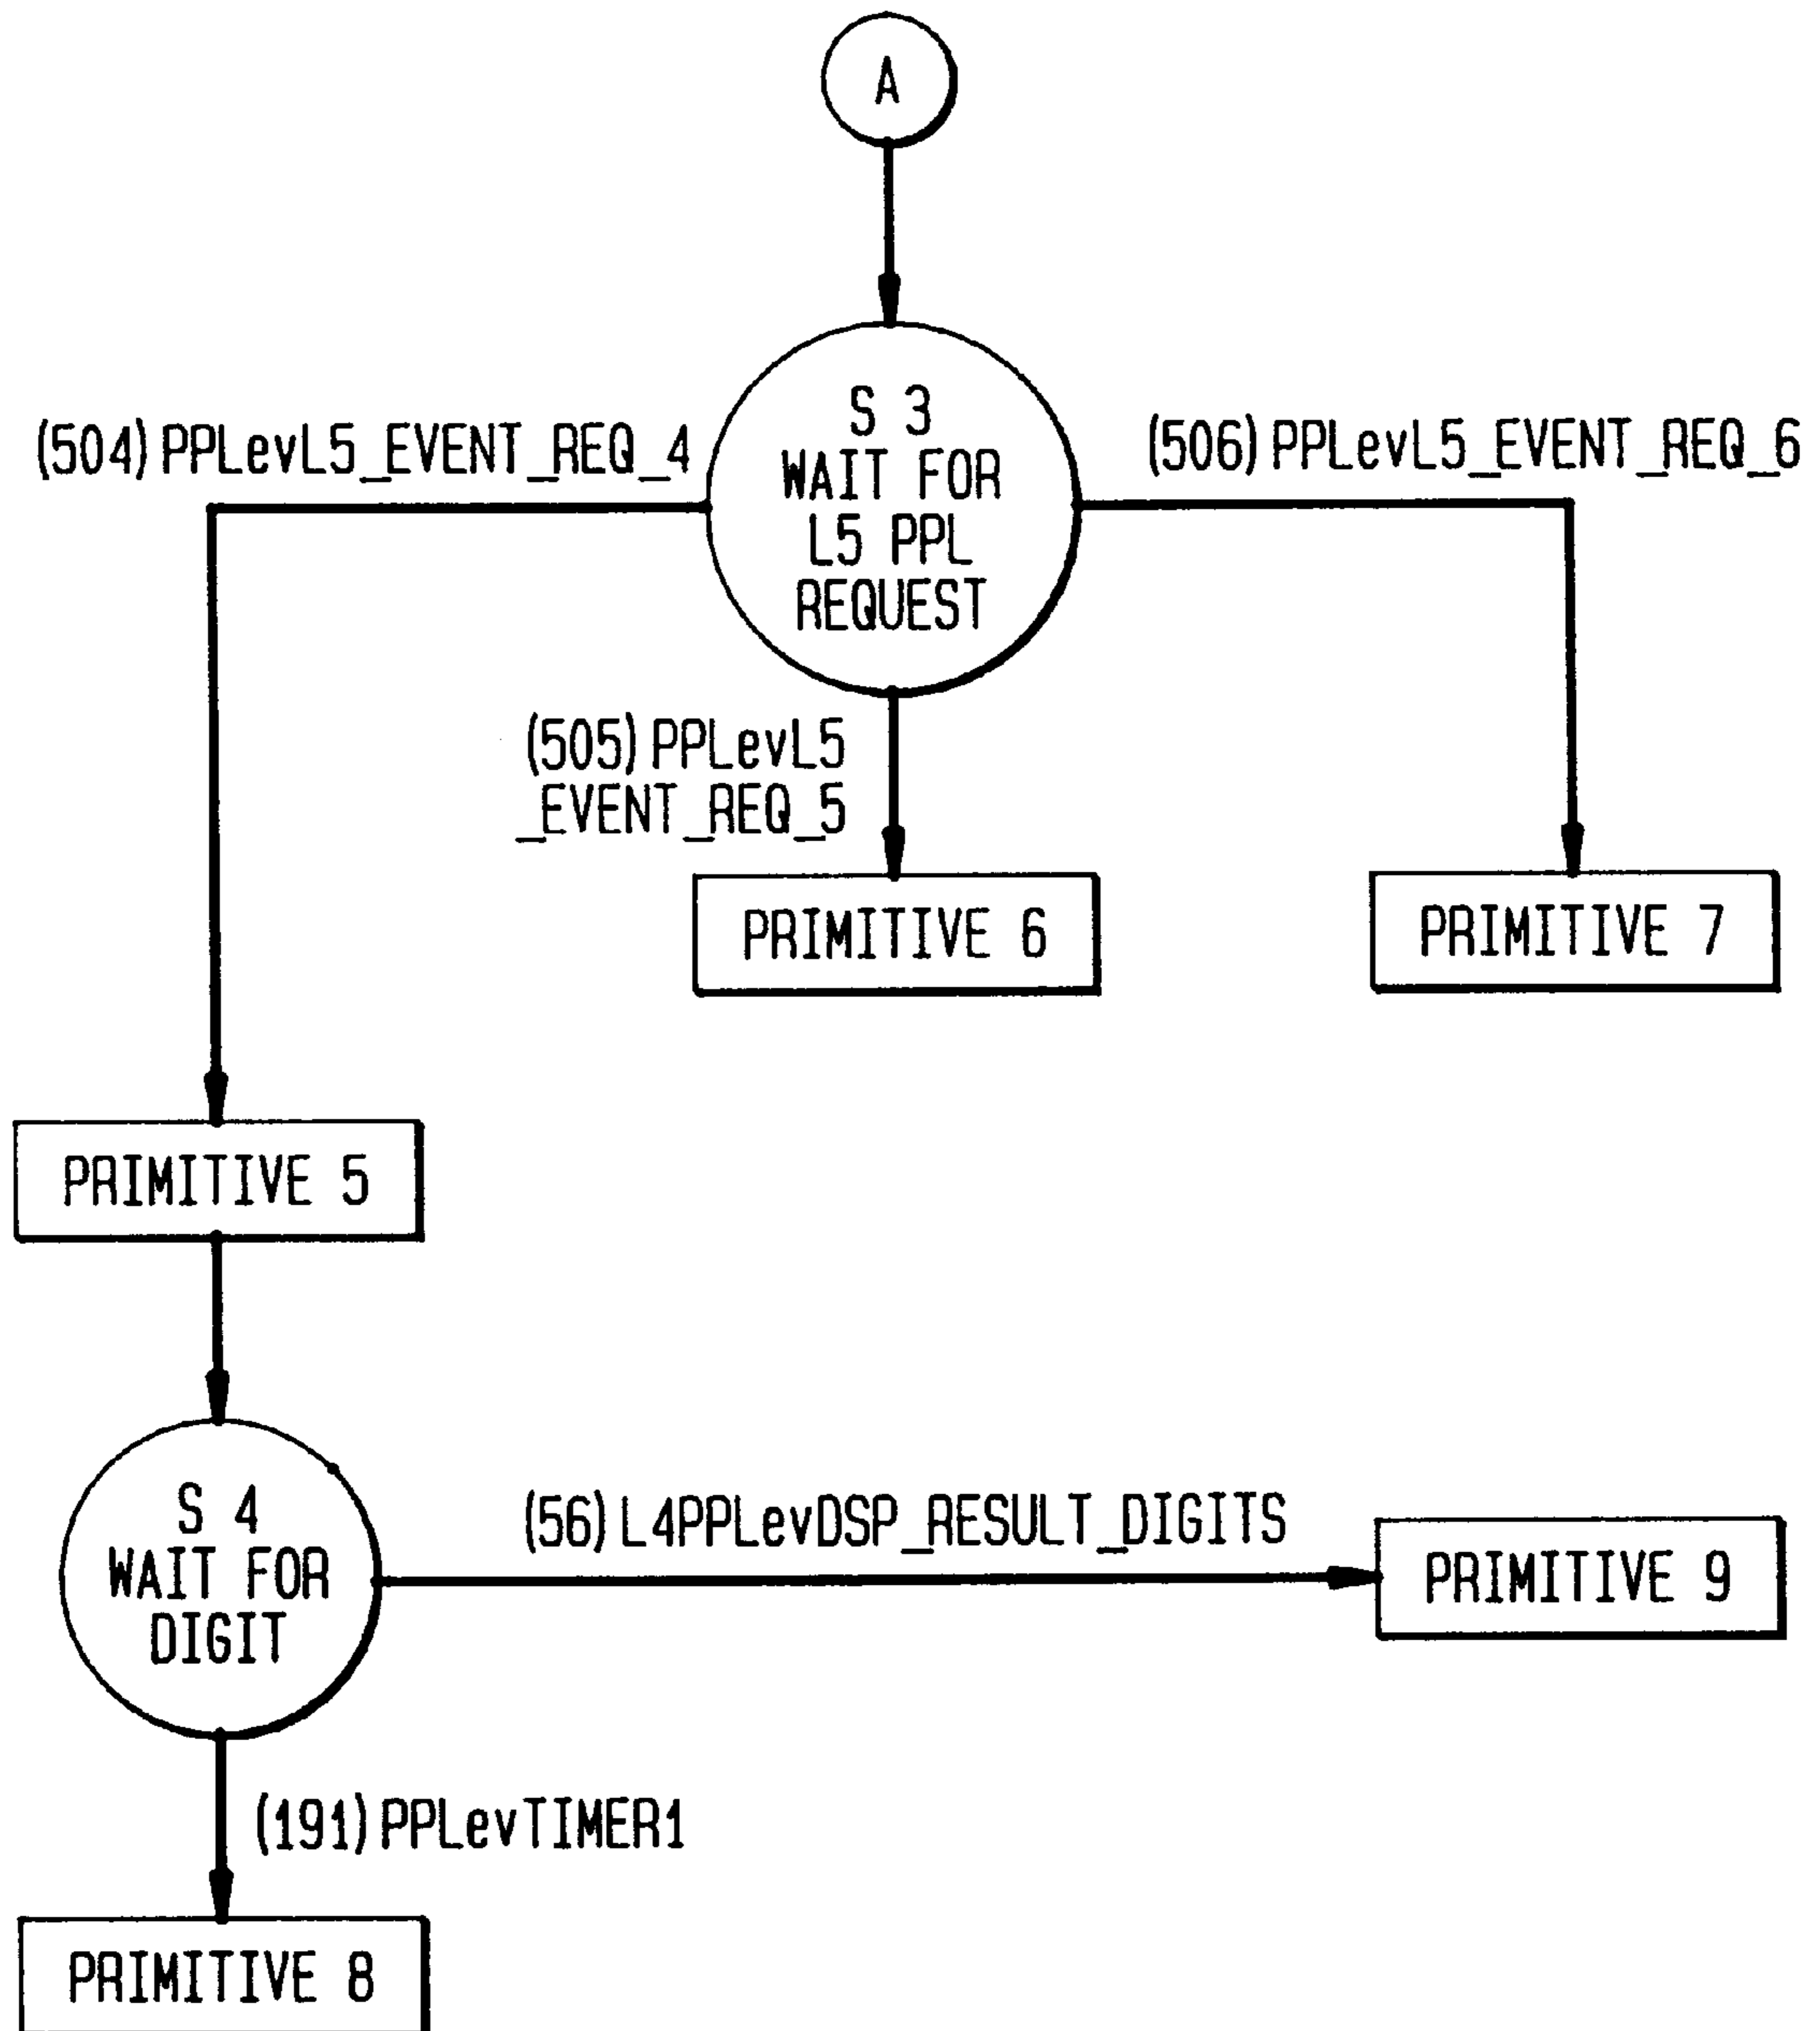 A
S 3
WAIT FOR
L5 PPL
REQUEST
(504) PPLevL5_EVENT_REQ_4
(506) PPLevL5_EVENT_REQ_6
(505) PPLevL5
_EVENT_REQ_5
PRIMITIVE 6
PRIMITIVE 7
PRIMITIVE 5
S 4
WAIT FOR
DIGIT
(56) L4PPLevDSP_RESULT_DIGITS
PRIMITIVE 9
(191) PPLevTIMER1
PRIMITIVE 8